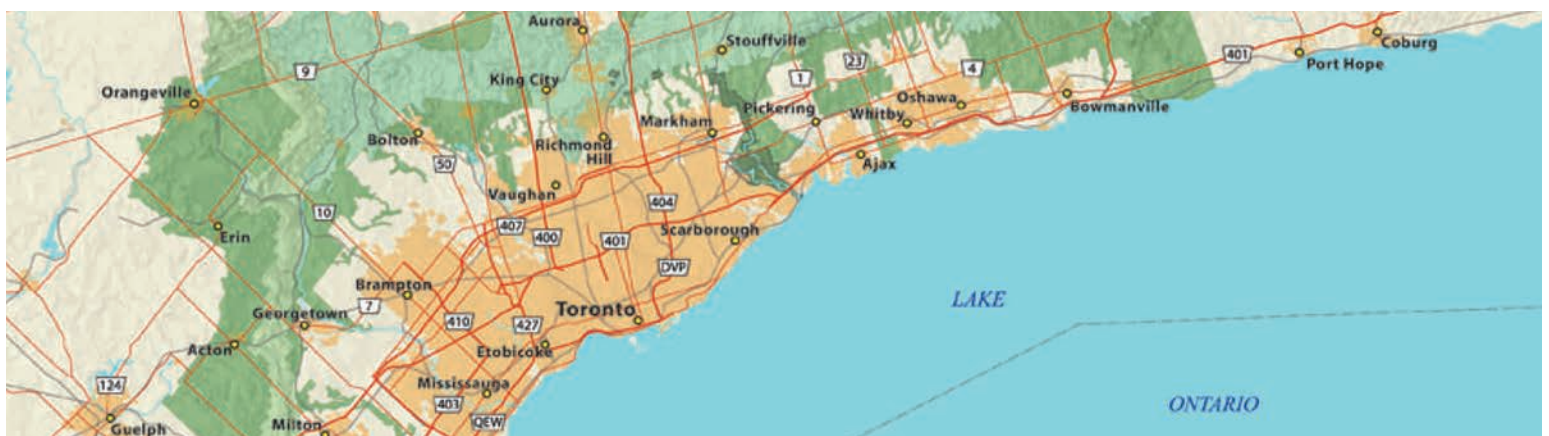 Aurora
Stouffville
Coburg
Port Hope
401
23
4
1
9
King City
Orangeville
Pickering
Oshawa
Whitby
Bowmanville
Markham
Bolton
Richmond
Hill
50
Ajax
Vaughan
404
10
407
400
401
Scarborough
Erin
DVP
Brampton
7
LAKE
Georgetown
410
427
Toronto
Acton
Etobicoke
124
Mississauga
403
QEW
ONTARIO
Guelph
Milton